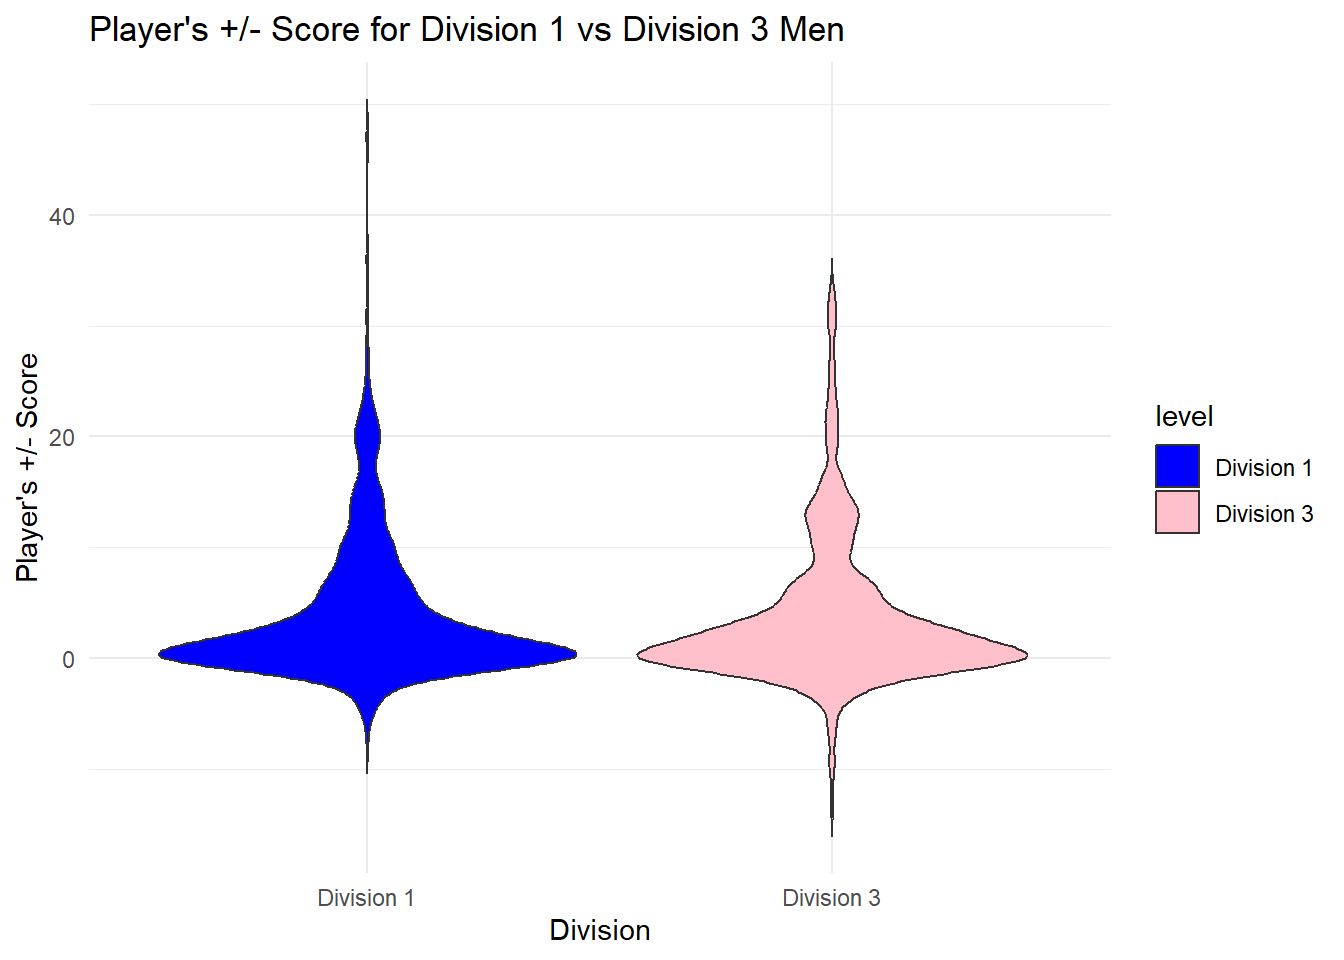 Player's +/- Score for Division 1 vs Division 3 Men
Player's +/- Score
40
20
0
Division 1
Division 3
Division
level
Division 1
Division 3